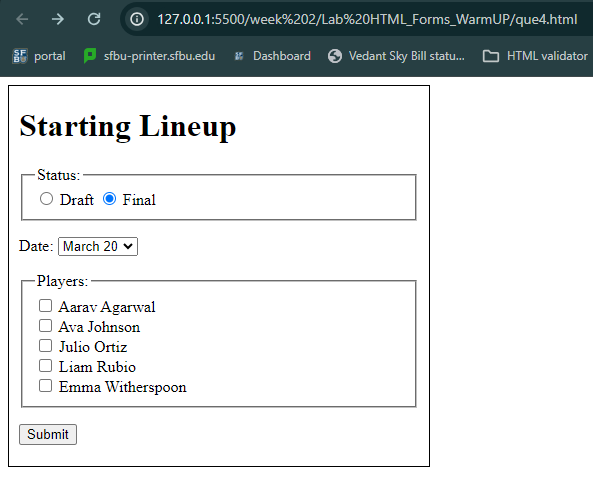 127.0.0.1:5500/week%202/Lab%20HTML_Forms_WarmUP/que4.html
SF BU portal sfbu-printer.sfbu.edu Dashboard Vedant Sky Bill statu... HTML validator
Starting Lineup
Status:
Draft Final
Date: March 20
Players:
Aarav Agarwal
Ava Johnson
Julio Ortiz
Liam Rubio
Emma Witherspoon
Submit